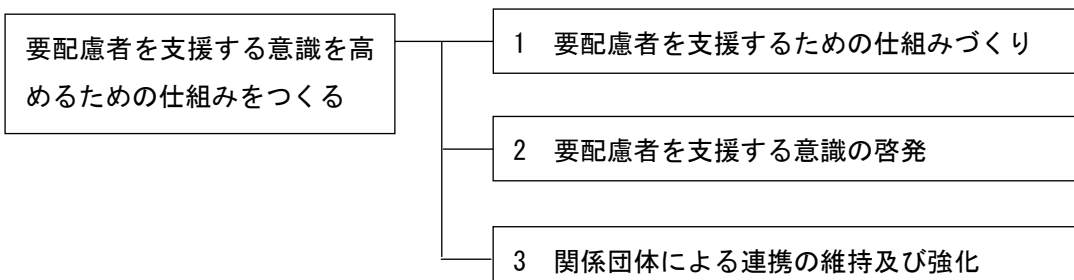 要配慮者を支援する意識を高
めるための仕組みをつくる
1　要配慮者を支援するための仕組みづくり
2　要配慮者を支援する意識の啓発
3　関係団体による連携の維持及び強化